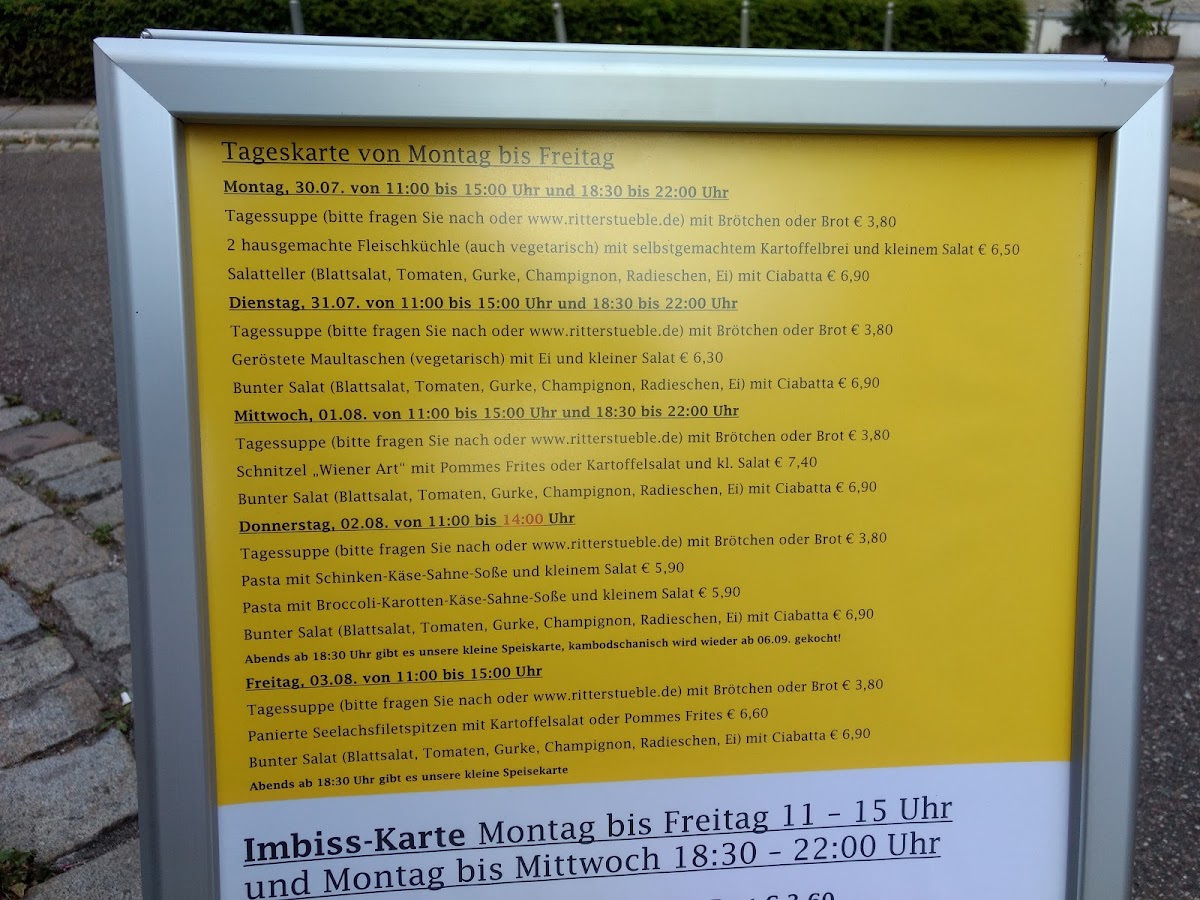 Tageskarte von Montag bis Freitag
Montag, 30.07. von 11:00 bis 15:00 Uhr und 18:30 bis 22:00 Uhr
Tagessuppe (bitte fragen Sie nach oder www.ritterstueble.de) mit Brötchen oder Brot € 3,80
2 hausgemachte Fleischküchle (auch vegetarisch) mit selbstgemachtem Kartoffelbrei und kleinem Salat € 6,50
Salatteller (Blattsalat, Tomaten, Gurke, Champignon, Radieschen, Ei) mit Ciabatta € 6,90
Dienstag, 31.07. von 11:00 bis 15:00 Uhr und 18:30 bis 22:00 Uhr
Tagessuppe (bitte fragen Sie nach oder www.ritterstueble.de) mit Brötchen oder Brot € 3,80
Geröstete Maultaschen (vegetarisch) mit Ei und kleiner Salat € 6,30
Bunter Salat (Blattsalat, Tomaten, Gurke, Champignon, Radieschen, Ei) mit Ciabatta € 6,90
Mittwoch, 01.08. von 11:00 bis 15:00 Uhr und 18:30 bis 22:00 Uhr
Tagessuppe (bitte fragen Sie nach oder www.ritterstueble.de) mit Brötchen oder Brot € 3,80
Schnitzel „Wiener Art“ mit Pommes Frites oder Kartoffelsalat und kl. Salat € 7,40
Bunter Salat (Blattsalat, Tomaten, Gurke, Champignon, Radieschen, Ei) mit Ciabatta € 6,90
Donnerstag, 02.08. von 11:00 bis 14:00 Uhr
Tagessuppe (bitte fragen Sie nach oder www.ritterstueble.de) mit Brötchen oder Brot € 3,80
Pasta mit Schinken-Käse-Sahne-Soße und kleinem Salat € 5,90
Pasta mit Broccoli-Karotten-Käse-Sahne-Soße und kleinem Salat € 5,90
Bunter Salat (Blattsalat, Tomaten, Gurke, Champignon, Radieschen, Ei) mit Ciabatta € 6,90
Abends ab 18:30 Uhr gibt es unsere kleine Speiskarte, kambodschanisch wird wieder ab 06.09. gekocht!
Freitag, 03.08. von 11:00 bis 15:00 Uhr
Tagessuppe (bitte fragen Sie nach oder www.ritterstueble.de) mit Brötchen oder Brot € 3,80
Panierte Seelachsfiletspitzen mit Kartoffelsalat oder Pommes Frites € 6,60
Bunter Salat (Blattsalat, Tomaten, Gurke, Champignon, Radieschen, Ei) mit Ciabatta € 6,90
Abends ab 18:30 Uhr gibt es unsere kleine Speisekarte
Imbiss-Karte Montag bis Freitag 11 – 15 Uhr
und Montag bis Mittwoch 18:30 – 22:00 Uhr